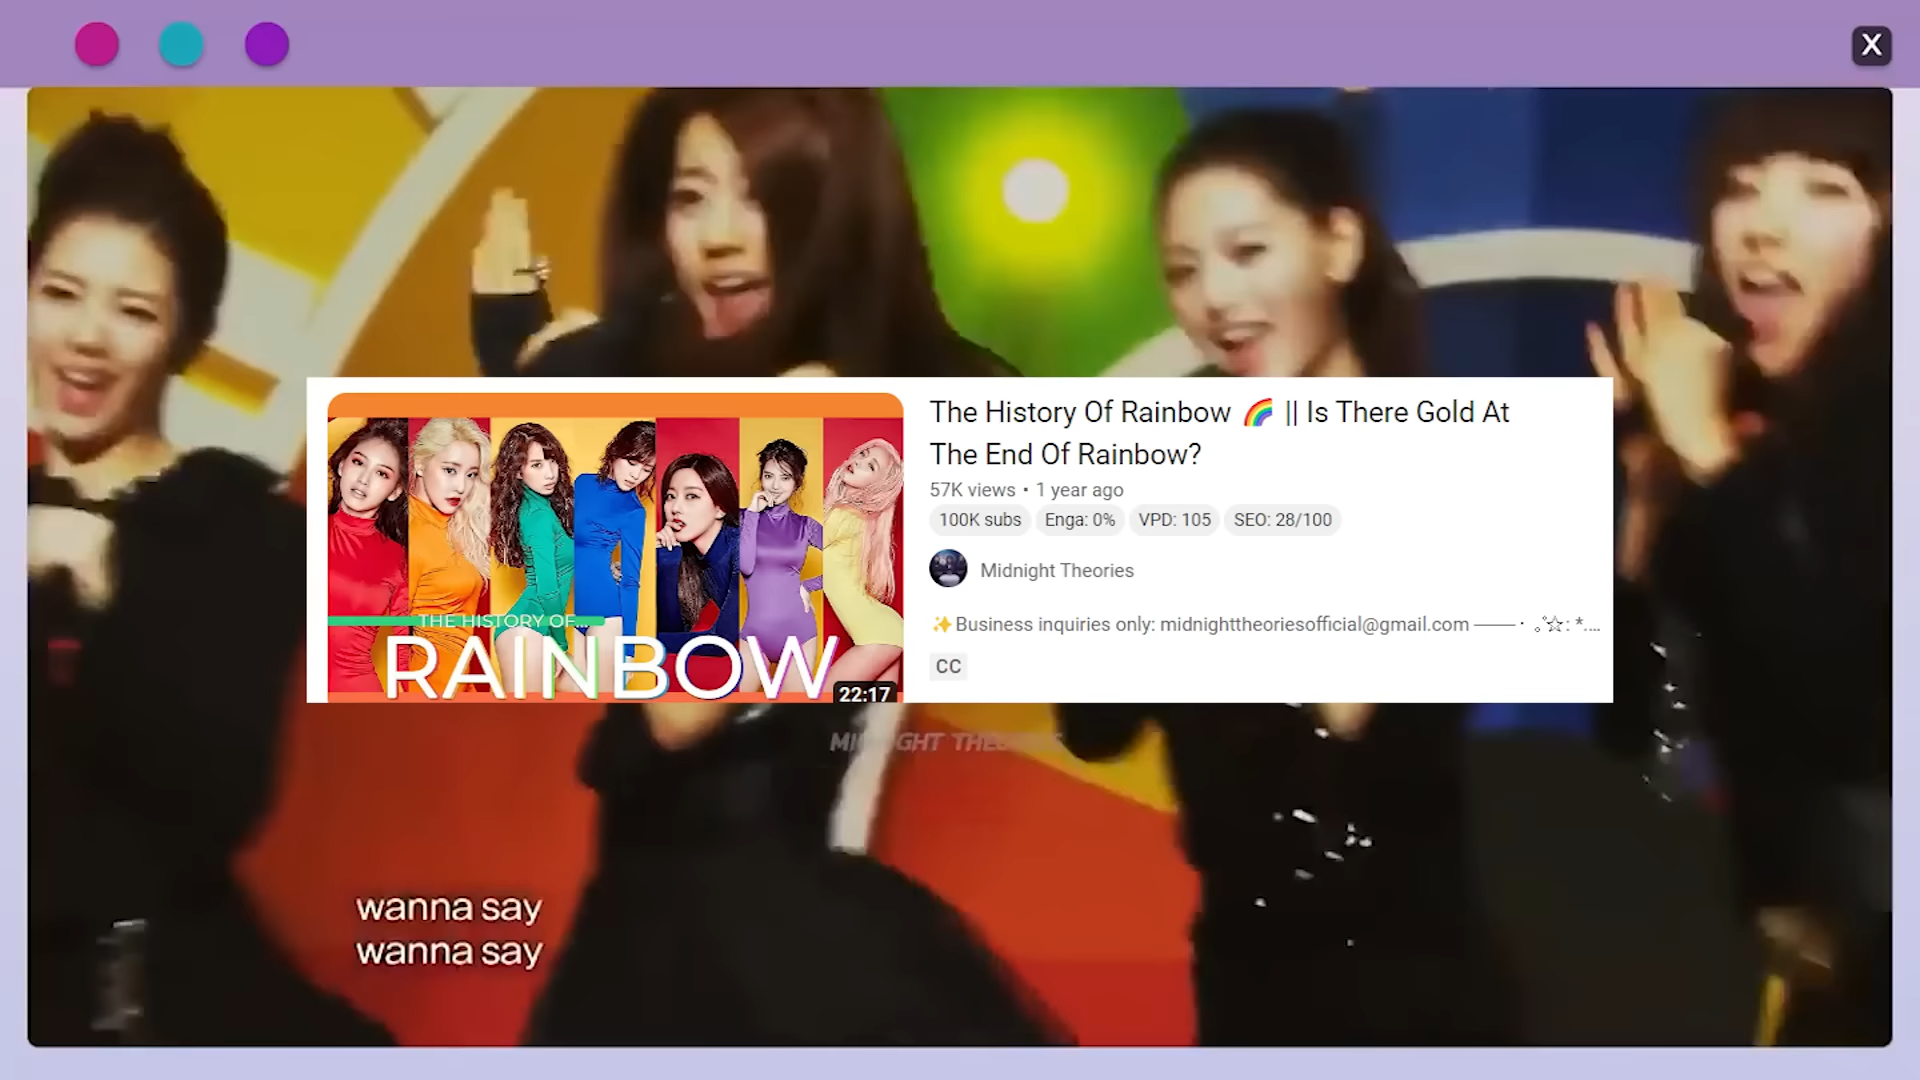 X
The History Of Rainbow 🌈 || Is There Gold At
The End Of Rainbow?
57K views • 1 year ago
100K subs Enga: 0% VPD: 105 SEO: 28/100
Midnight Theories
✨Business inquiries only: midnighttheoriesofficial@gmail.com ——— · ｡ﾟ☆: *.…
CC
THE HISTORY OF...
RAINBOW
22:17
MIDNIGHT THEORIES
wanna say
wanna say